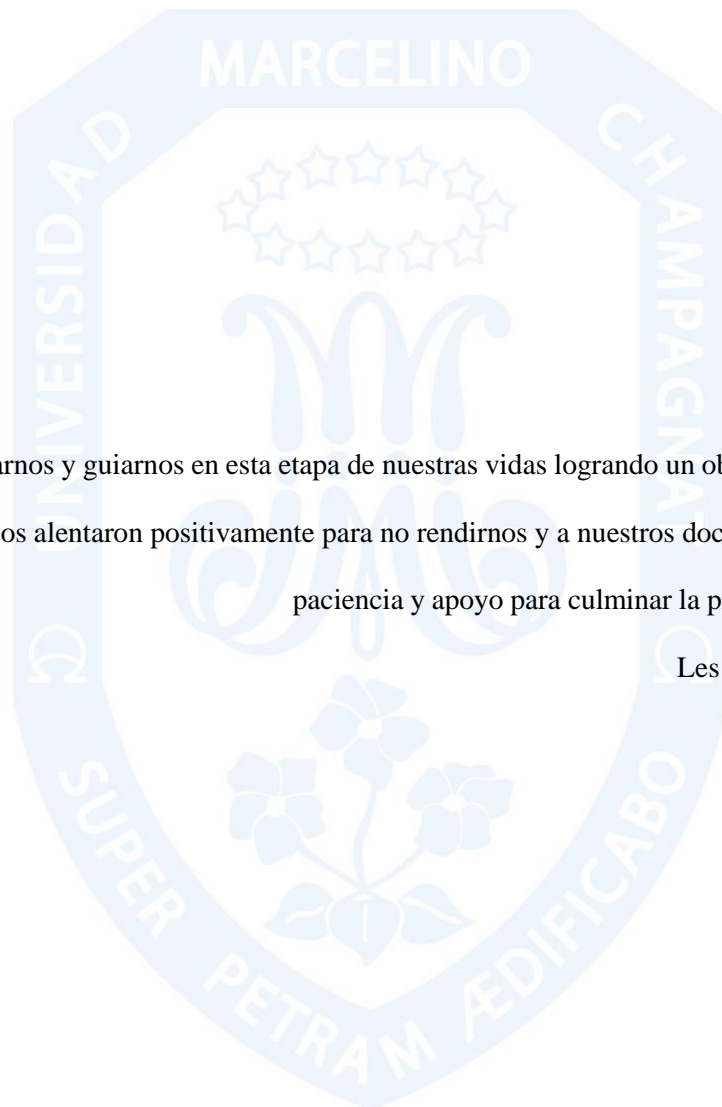 MARCELINO
UNIVERSIDAD
CHAMPAGNAT
arnos y guiarnos en esta etapa de nuestras vidas logrando un ob
os alentaron positivamente para no rendirnos y a nuestros doc
paciencia y apoyo para culminar la p
Les
Ω
Ω
SUPER PETRAM ÆDIFICABO